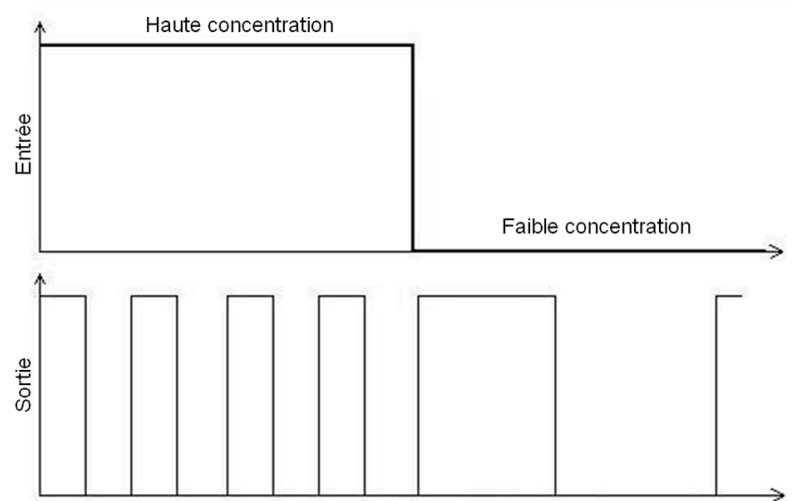 Haute concentration
Entrée
Faible concentration
Sortie